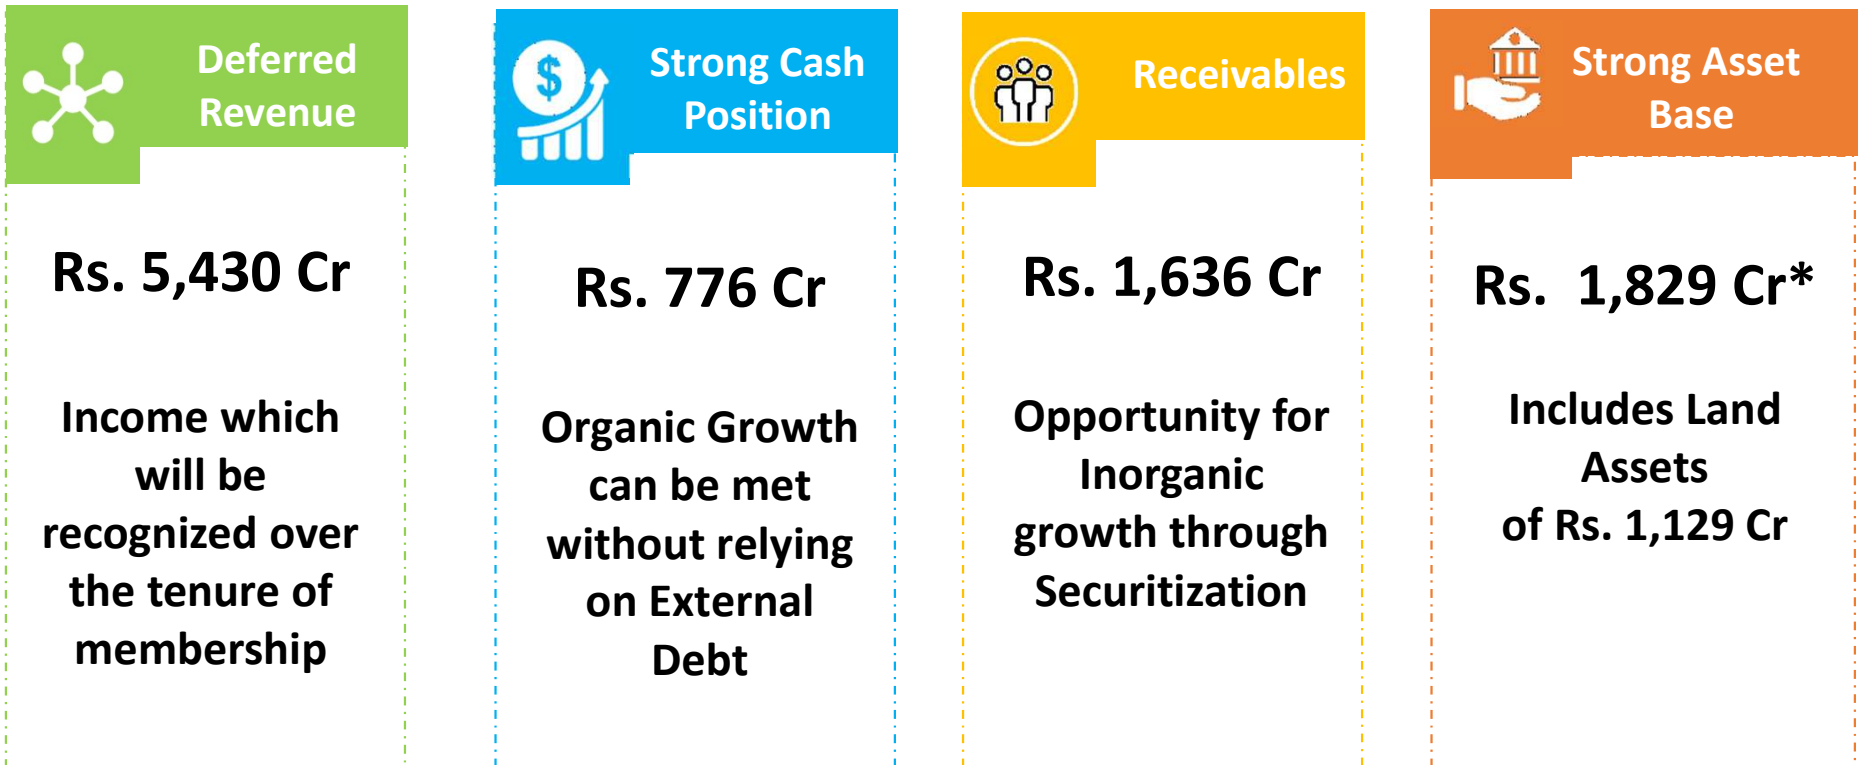 Deferred
Revenue
Rs. 5,430 Cr
Income which
will be
recognized over
the tenure of
membership
Strong Cash
Position
Rs. 776 Cr
Organic Growth
can be met
without relying
on External
Debt
Receivables
Rs. 1,636 Cr
Opportunity for
Inorganic
growth through
Securitization
Strong Asset
Base
Rs. 1,829 Cr*
Includes Land
Assets
of Rs. 1,129 Cr